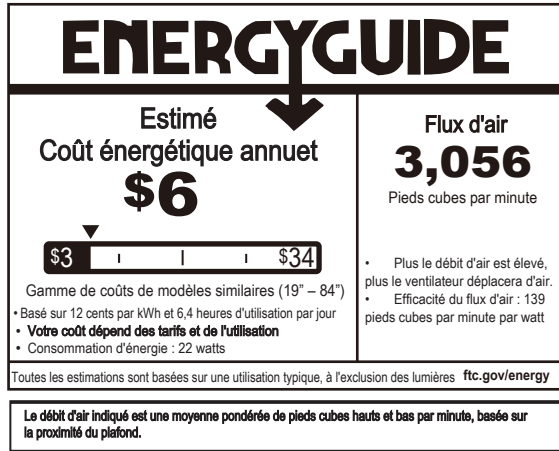 ENERGYGUIDE
Estimé
Coût énergétique annuet
$6
$3
$34
Gamme de coûts de modèles similaires (19” – 84”)
• Basé sur 12 cents par kWh et 6,4 heures d'utilisation par jour
• Votre coût dépend des tarifs et de l'utilisation
• Consommation d'énergie : 22 watts
Flux d'air
3,056
Pieds cubes par minute
• Plus le débit d'air est élevé,
plus le ventilateur déplacera d'air.
• Efficacité du flux d'air : 139
pieds cubes par minute par watt
Toutes les estimations sont basées sur une utilisation typique, à l'exclusion des lumières ftc.gov/energy
Le débit d'air indiqué est une moyenne pondérée de pieds cubes hauts et bas par minute, basée sur
la proximité du plafond.